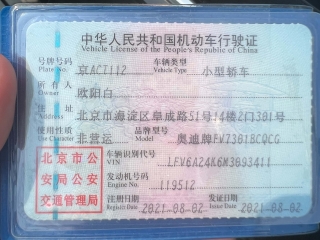 中华人民共和国机动车行驶证
Vehicle License of the People's Republic of China
号牌号码 京AC7112 车辆类型 小型轿车
Plate No. Vehicle Type
所有人 欧阳白
Owner
住址 北京市海淀区阜成路51号14楼2门301号
Address
使用性质 非营运 品牌型号 奥迪牌FV7381BCQCG
Use Character Model
北京市公 车辆识别代号 LFV6A24K6M3093411
VIN
安局公安 发动机号码 119512
Engine No.
交通管理局 注册日期 2021-08-02 发证日期 2021-08-02
Register Date Issue Date